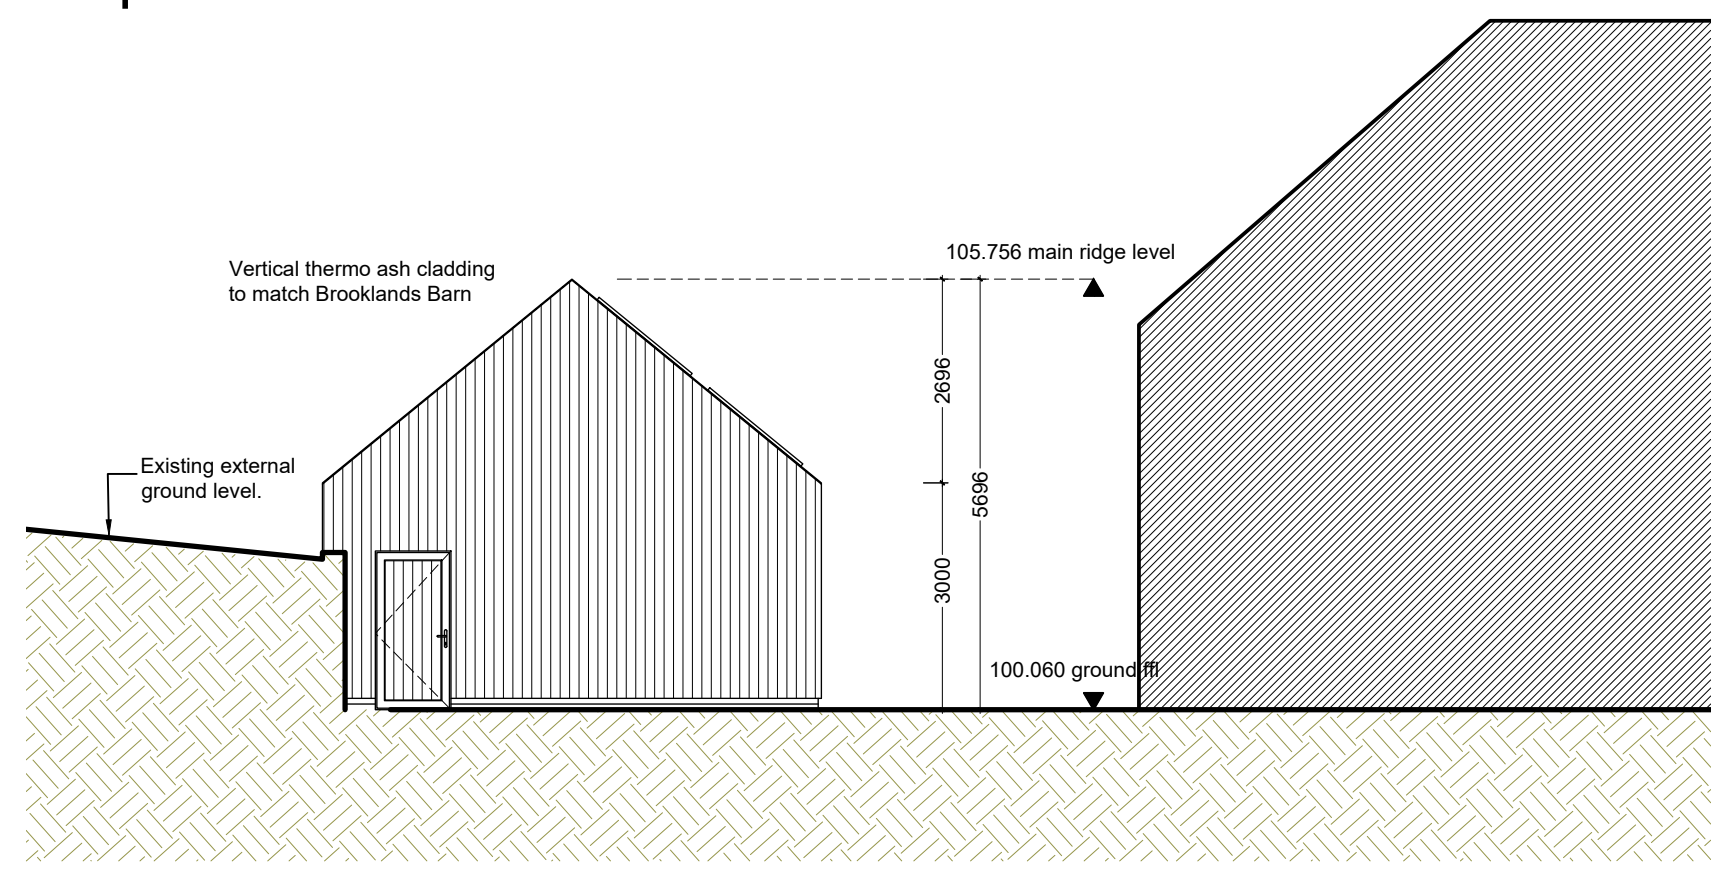 105.756 main ridge level
Vertical thermo ash cladding
to match Brooklands Barn
2696
Existing external
ground level.
5696
3000
100.060 ground ffl